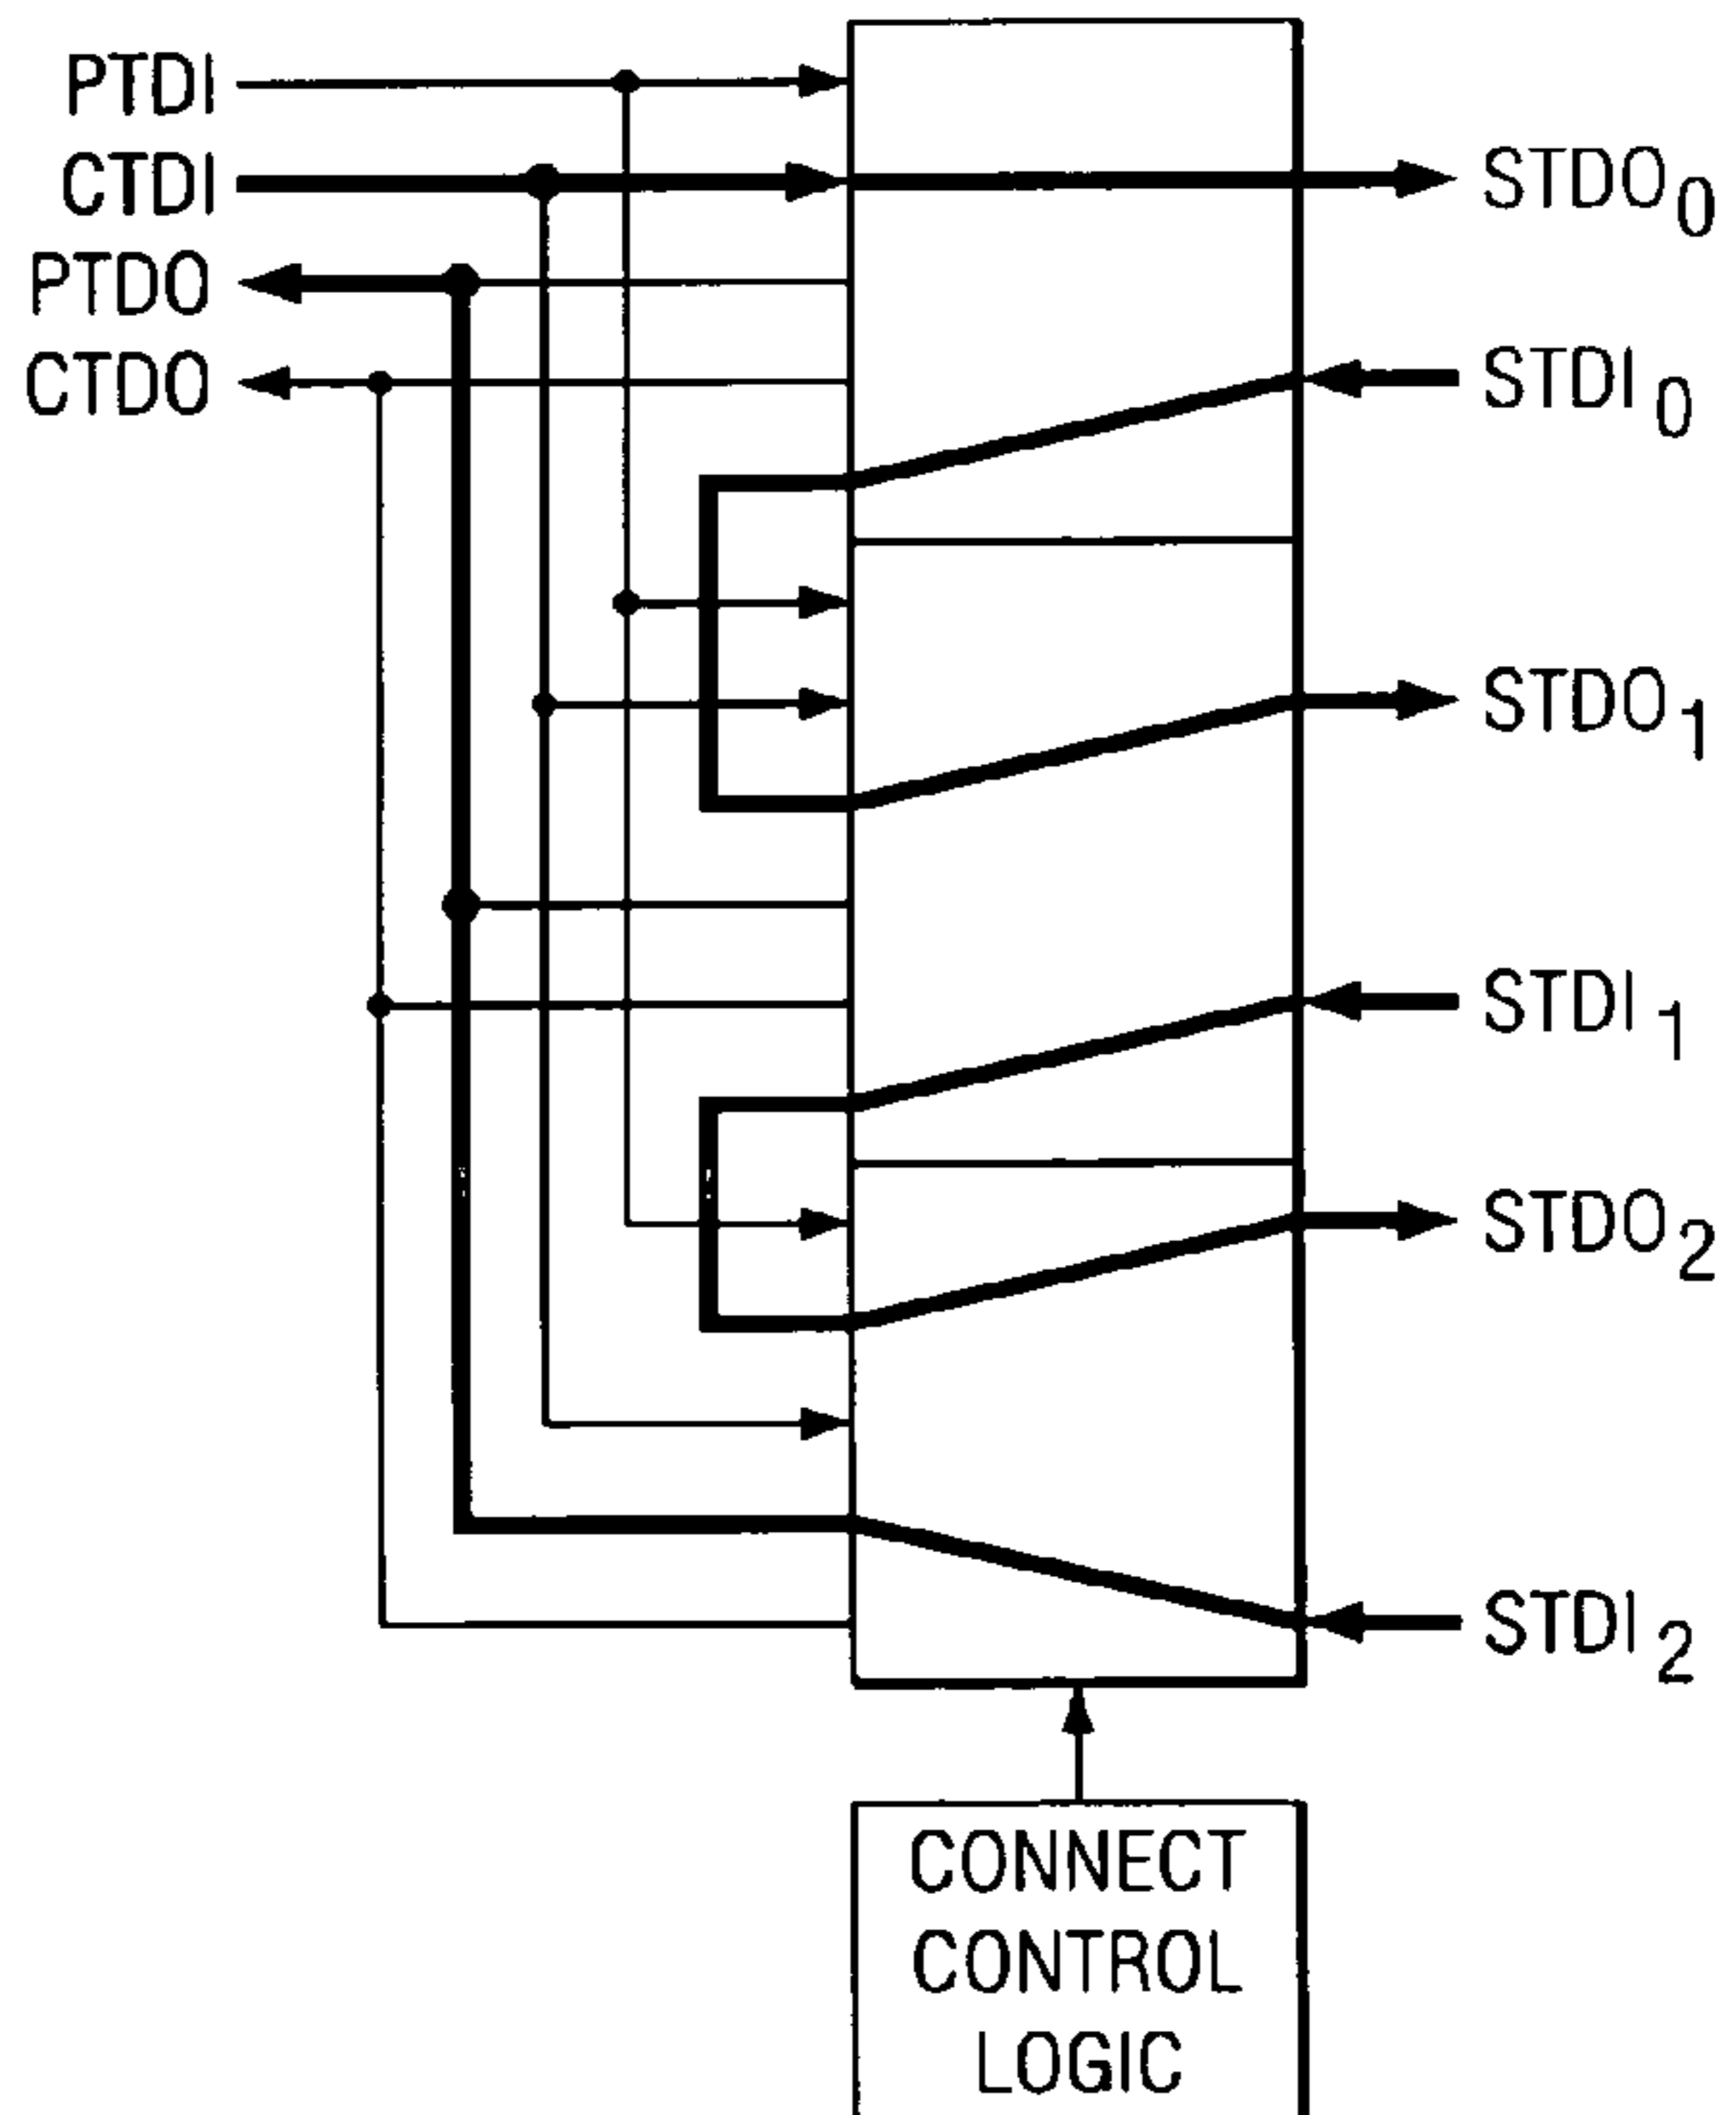 PTDI
CTDI
PTDO
CTDO
STDO0
STDI0
STDO1
STDI1
STDO2
STDI2
CONNECT
CONTROL
LOGIC